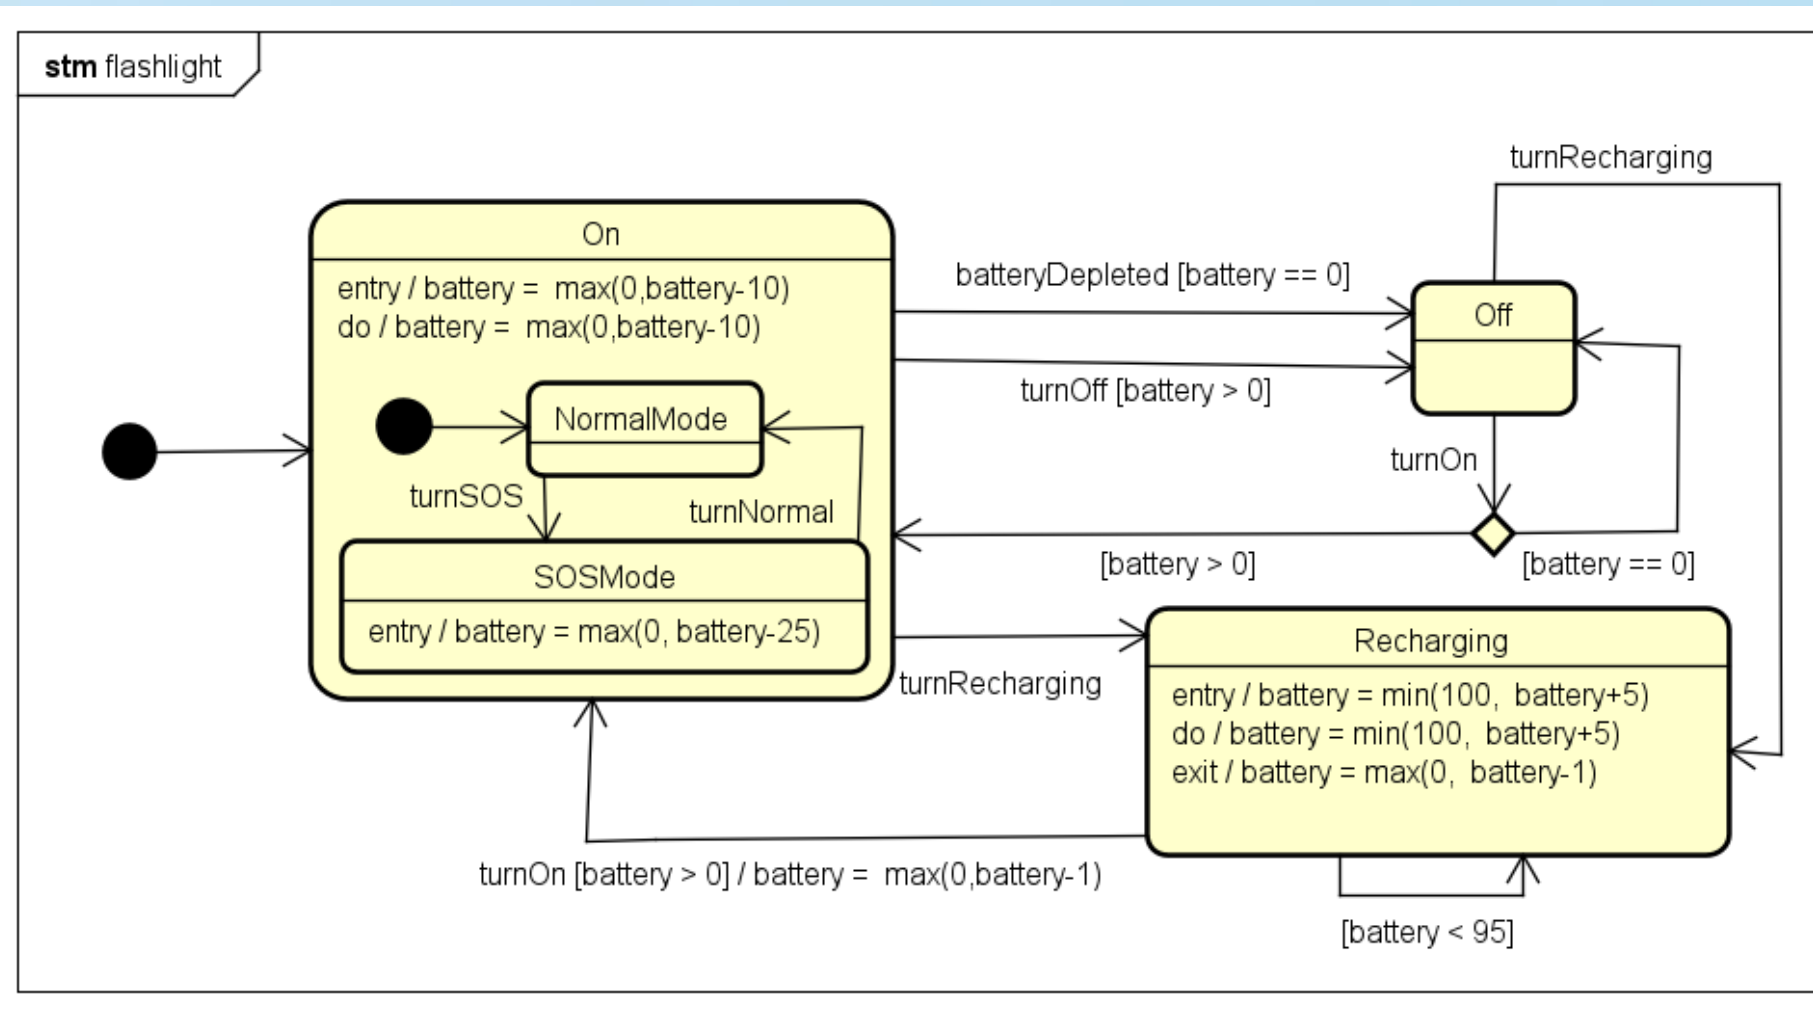 stm flashlight
turnRecharging
On
entry / battery =  max(0,battery-10)
do / battery =  max(0,battery-10)
batteryDepleted [battery == 0]
Off
turnOff [battery > 0]
NormalMode
turnOn
turnSOS
turnNormal
[battery > 0]
[battery == 0]
SOSMode
entry / battery = max(0, battery-25)
turnRecharging
Recharging
entry / battery = min(100,  battery+5)
do / battery = min(100,  battery+5)
exit / battery = max(0,  battery-1)
turnOn [battery > 0] / battery =  max(0,battery-1)
[battery < 95]